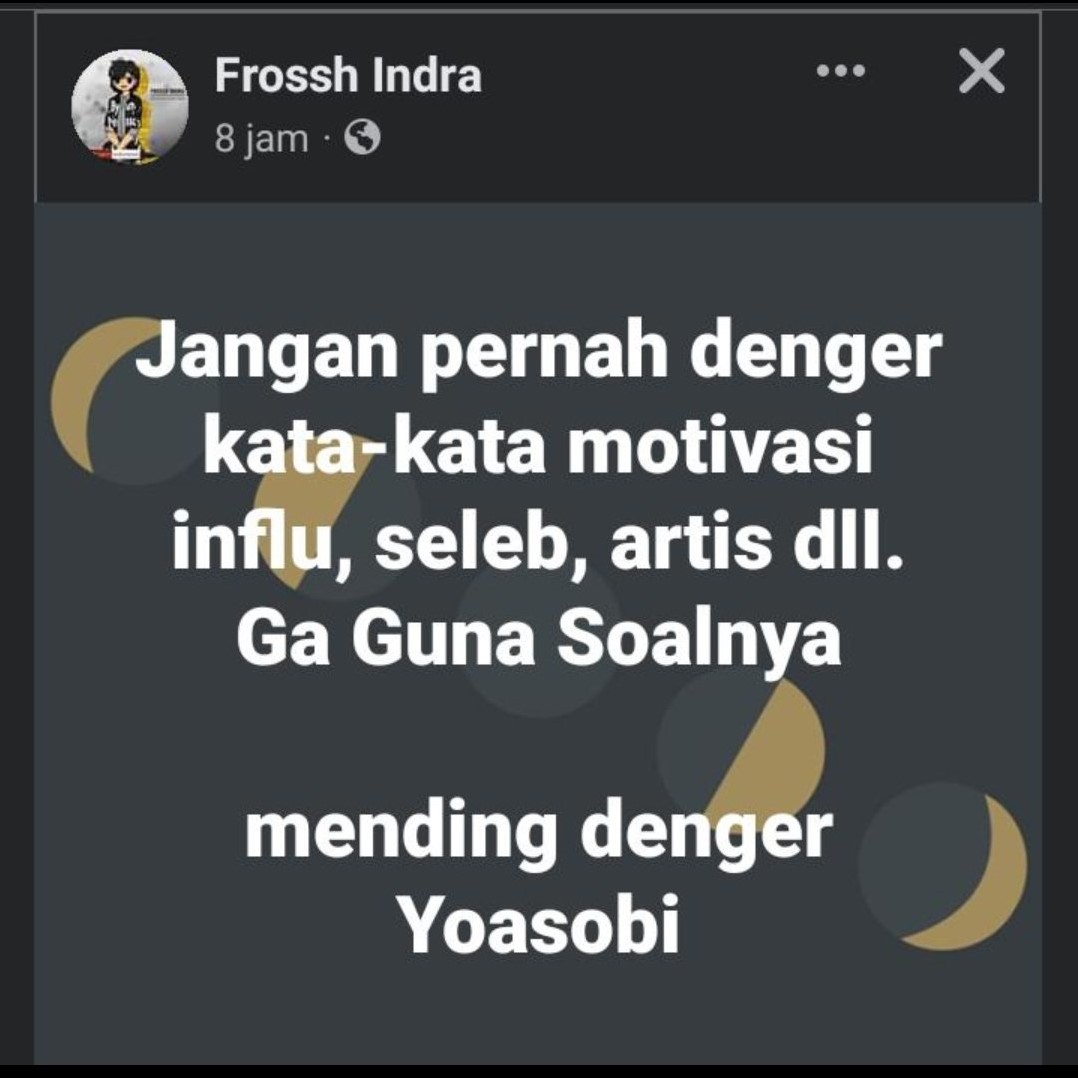 Frossh Indra
8 jam ·
Jangan pernah denger
kata-kata motivasi
influ, seleb, artis dll.
Ga Guna Soalnya
mending denger
Yoasobi